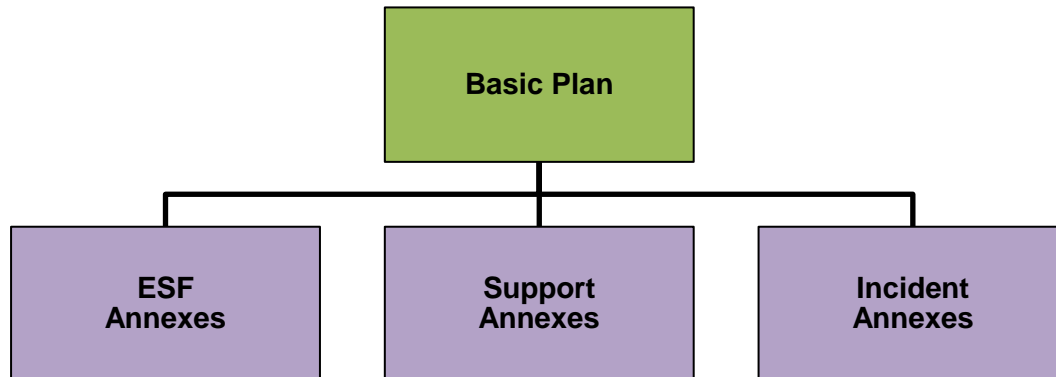 Basic Plan
ESF
Annexes
Support
Annexes
Incident
Annexes